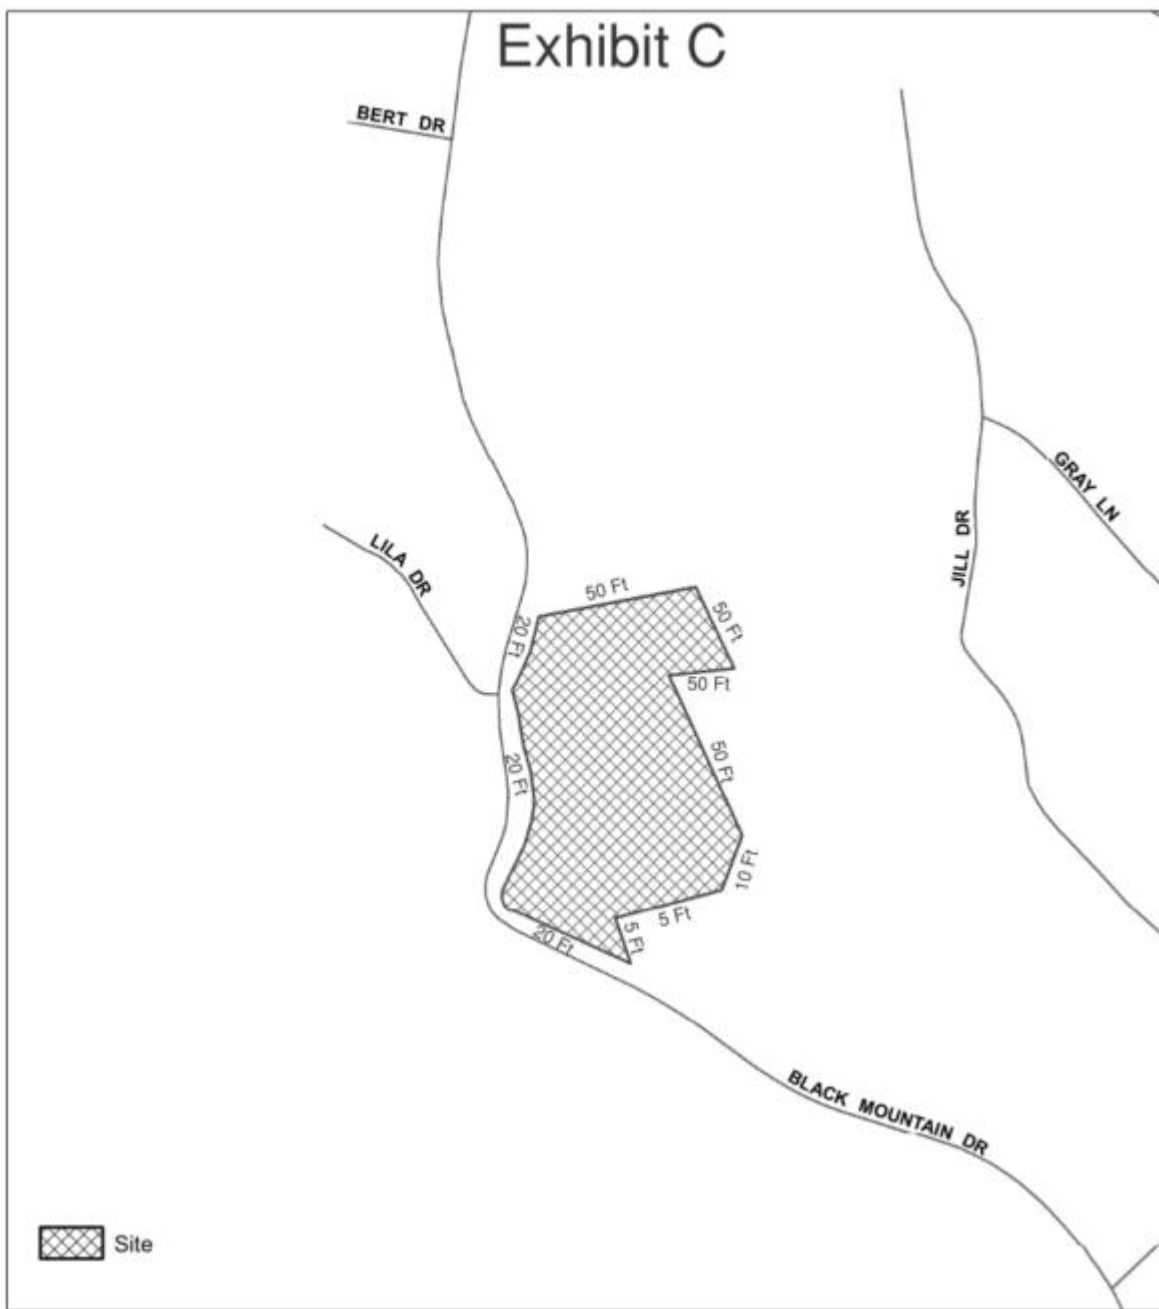 Exhibit C
BERT DR
GRAY LN
JILL DR
LILA DR
50 Ft
50 Ft
20 Ft
50 Ft
50 Ft
20 Ft
10 Ft
5 Ft
5 Ft
20 Ft
BLACK MOUNTAIN DR
Site